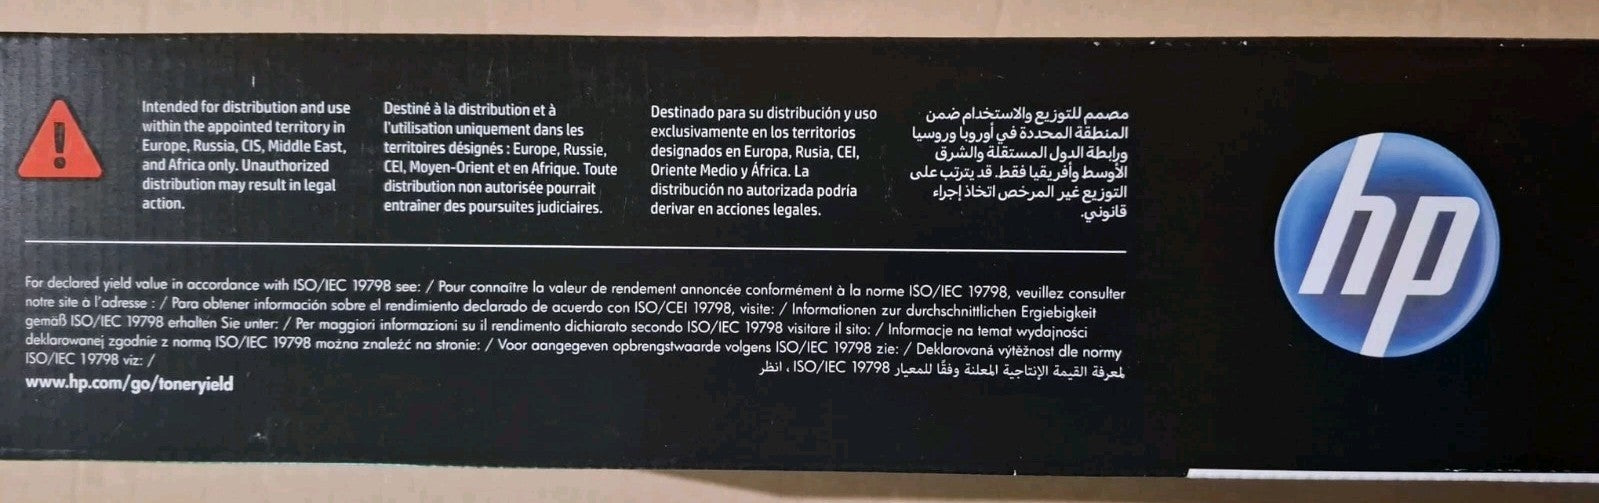 Intended for distribution and use
within the appointed territory in
Europe, Russia, CIS, Middle East,
and Africa only. Unauthorized
distribution may result in legal
action.
Destiné à la distribution et à
l'utilisation uniquement dans les
territoires désignés : Europe, Russie,
CEI, Moyen-Orient et en Afrique. Toute
distribution non autorisée pourrait
entraîner des poursuites judiciaires.
Destinado para su distribución y uso
exclusivamente en los territorios
designados en Europa, Rusia, CEI,
Oriente Medio y África. La
distribución no autorizada podría
derivar en acciones legales.
مصمم للتوزيع والاستخدام ضمن
المنطقة المحددة في أوروبا وروسيا
ورابطة الدول المستقلة والشرق
الأوسط وأفريقيا فقط. قد يترتب على
التوزيع غير المرخص اتخاذ إجراء
قانوني.
hp
For declared yield value in accordance with ISO/IEC 19798 see: / Pour connaître la valeur de rendement annoncée conformément à la norme ISO/IEC 19798, veuillez consulter
notre site à l'adresse : / Para obtener información sobre el rendimiento declarado de acuerdo con ISO/CEI 19798, visite: / Informationen zur durchschnittlichen Ergiebigkeit
gemäß ISO/IEC 19798 erhalten Sie unter: / Per maggiori informazioni su il rendimento dichiarato secondo ISO/IEC 19798 visitare il sito: / Informacje na temat wydajności
deklarowanej zgodnie z normą ISO/IEC 19798 można znaleźć na stronie: / Voor aangegeven opbrengstwaarde volgens ISO/IEC 19798 zie: / Deklarovaná výtěžnost dle normy
ISO/IEC 19798 viz: / لمعرفة القيمة الإنتاجية المعلنة وفقًا للمعيار ISO/IEC 19798 ، انظر
www.hp.com/go/toneryield